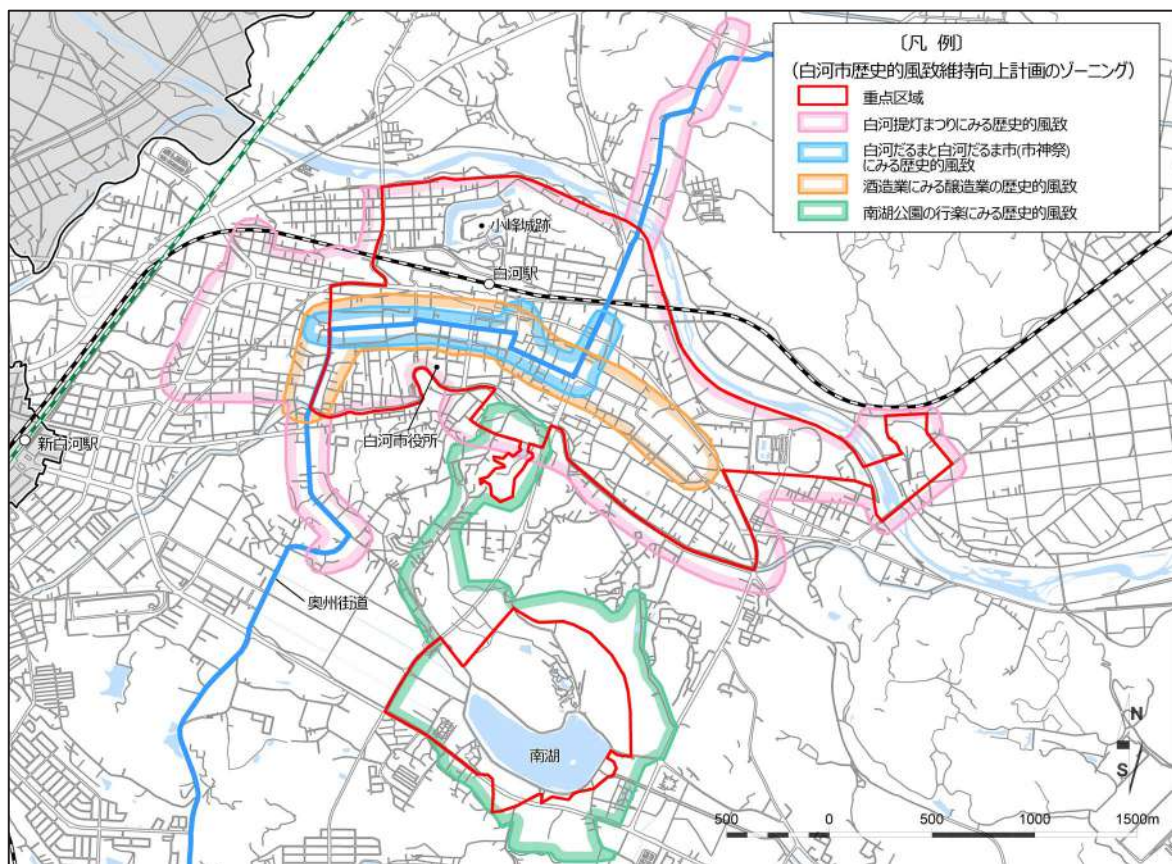 〔凡 例〕
(白河市歴史的風致維持向上計画のゾーニング)
重点区域
白河提灯まつりにみる歴史的風致
白河だるまと白河だるま市(市神祭)
にみる歴史的風致
酒造業にみる醸造業の歴史的風致
南湖公園の行楽にみる歴史的風致
小峰城跡
白河駅
白河市役所
新白河駅
奥州街道
南湖
N
S
500 0 500 1000 1500m